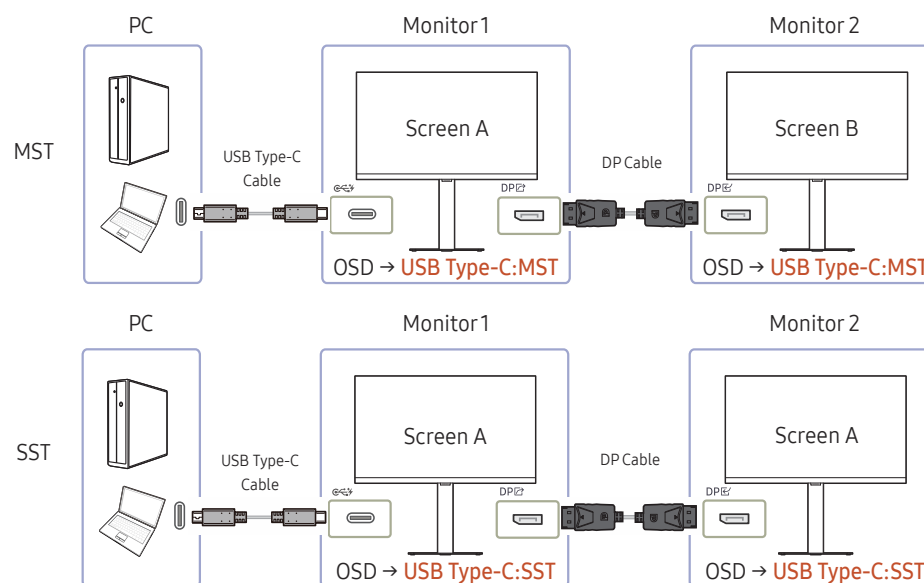 PC
Monitor 1
Monitor 2
MST
USB Type-C
Cable
Screen A
DP
DP Cable
Screen B
DP
OSD → USB Type-C:MST
OSD → USB Type-C:MST
PC
Monitor 1
Monitor 2
SST
USB Type-C
Cable
Screen A
DP
DP Cable
Screen A
DP
OSD → USB Type-C:SST
OSD → USB Type-C:SST